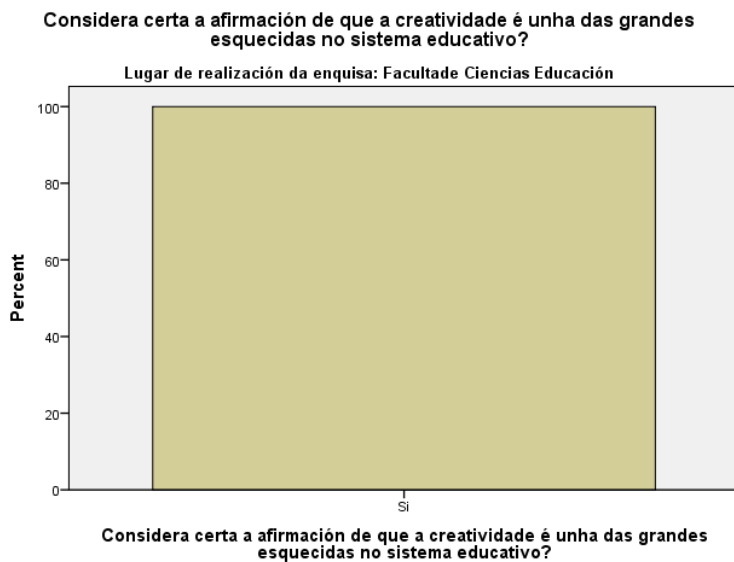 Considera certa a afirmación de que a creatividade é unha das grandes
esquecidas no sistema educativo?
Lugar de realización da enquisa: Facultade Ciencias Educación
100
80
60
40
20
0
Percent
Si
Considera certa a afirmación de que a creatividade é unha das grandes
esquecidas no sistema educativo?